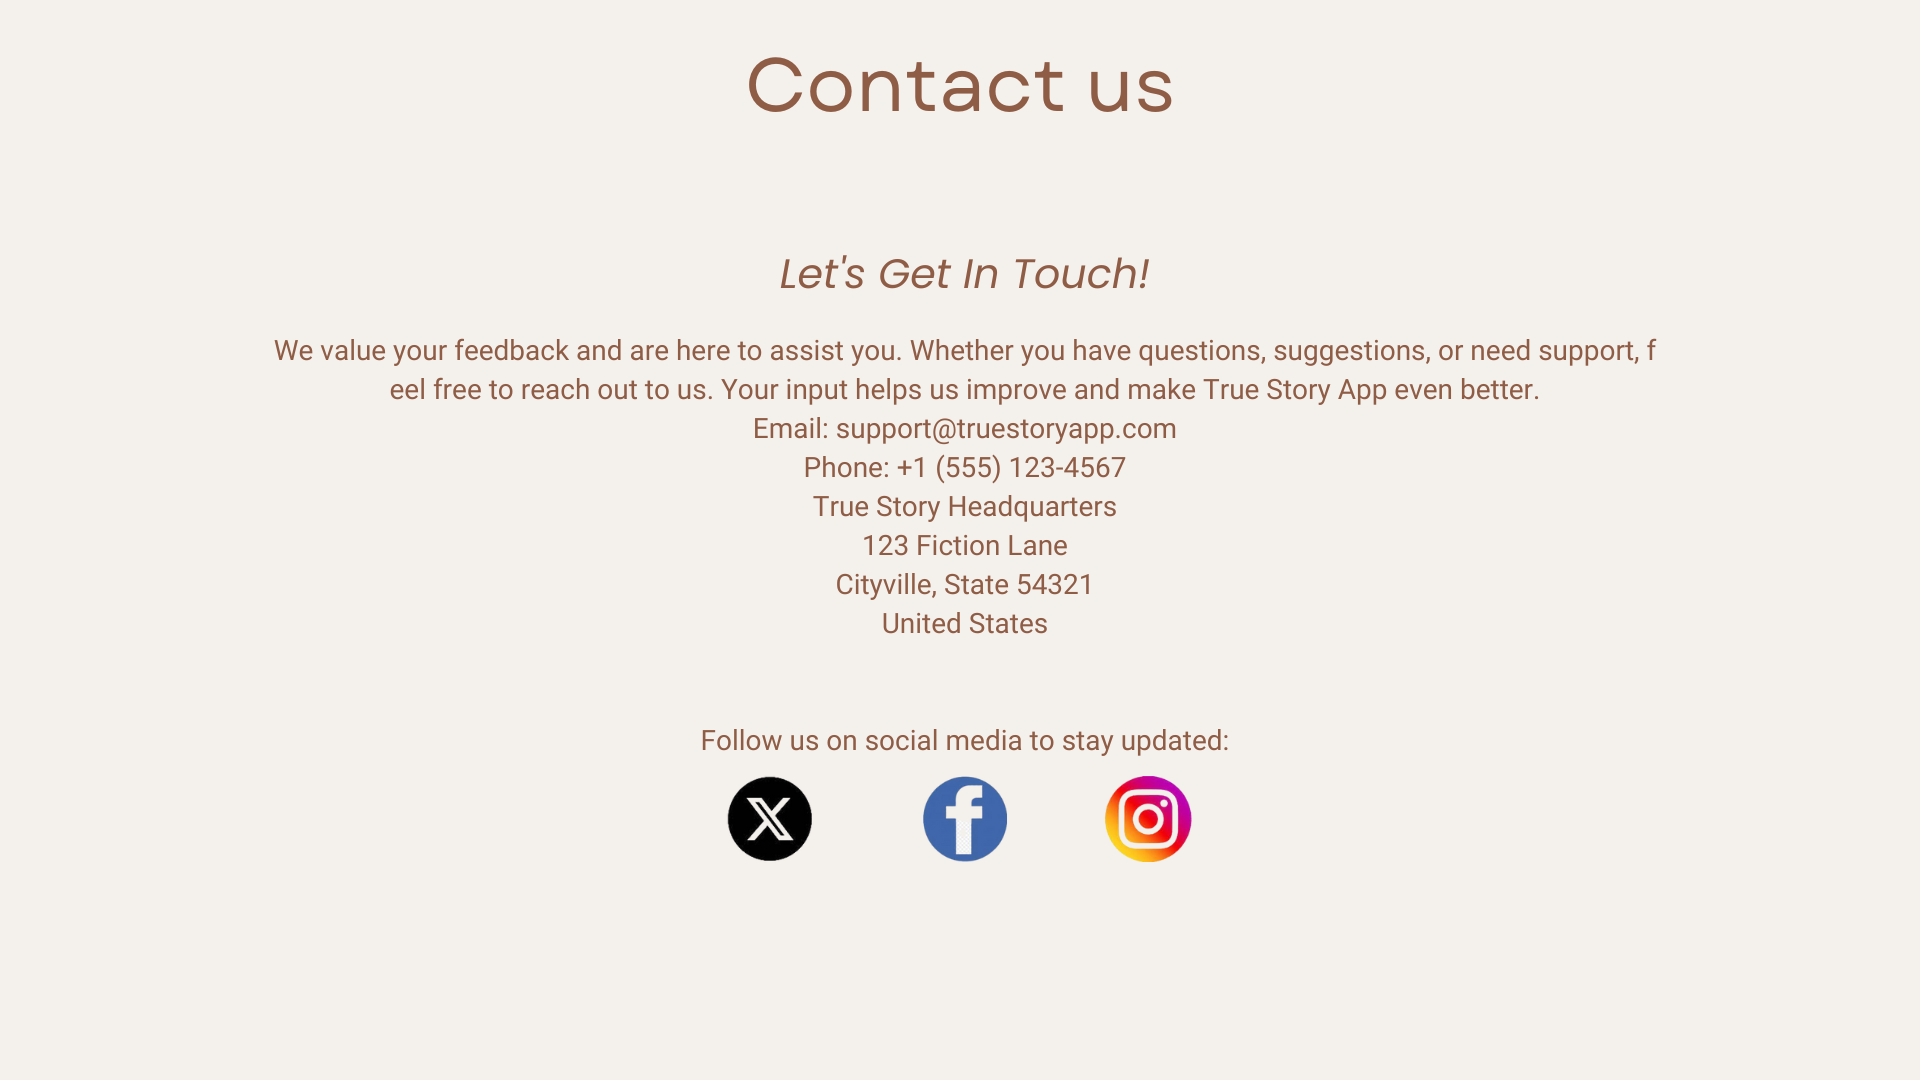 Contact us
Let's Get In Touch!
We value your feedback and are here to assist you. Whether you have questions, suggestions, or need support, f
eel free to reach out to us. Your input helps us improve and make True Story App even better.
Email: support@truestoryapp.com
Phone: +1 (555) 123-4567
True Story Headquarters
123 Fiction Lane
Cityville, State 54321
United States
Follow us on social media to stay updated: